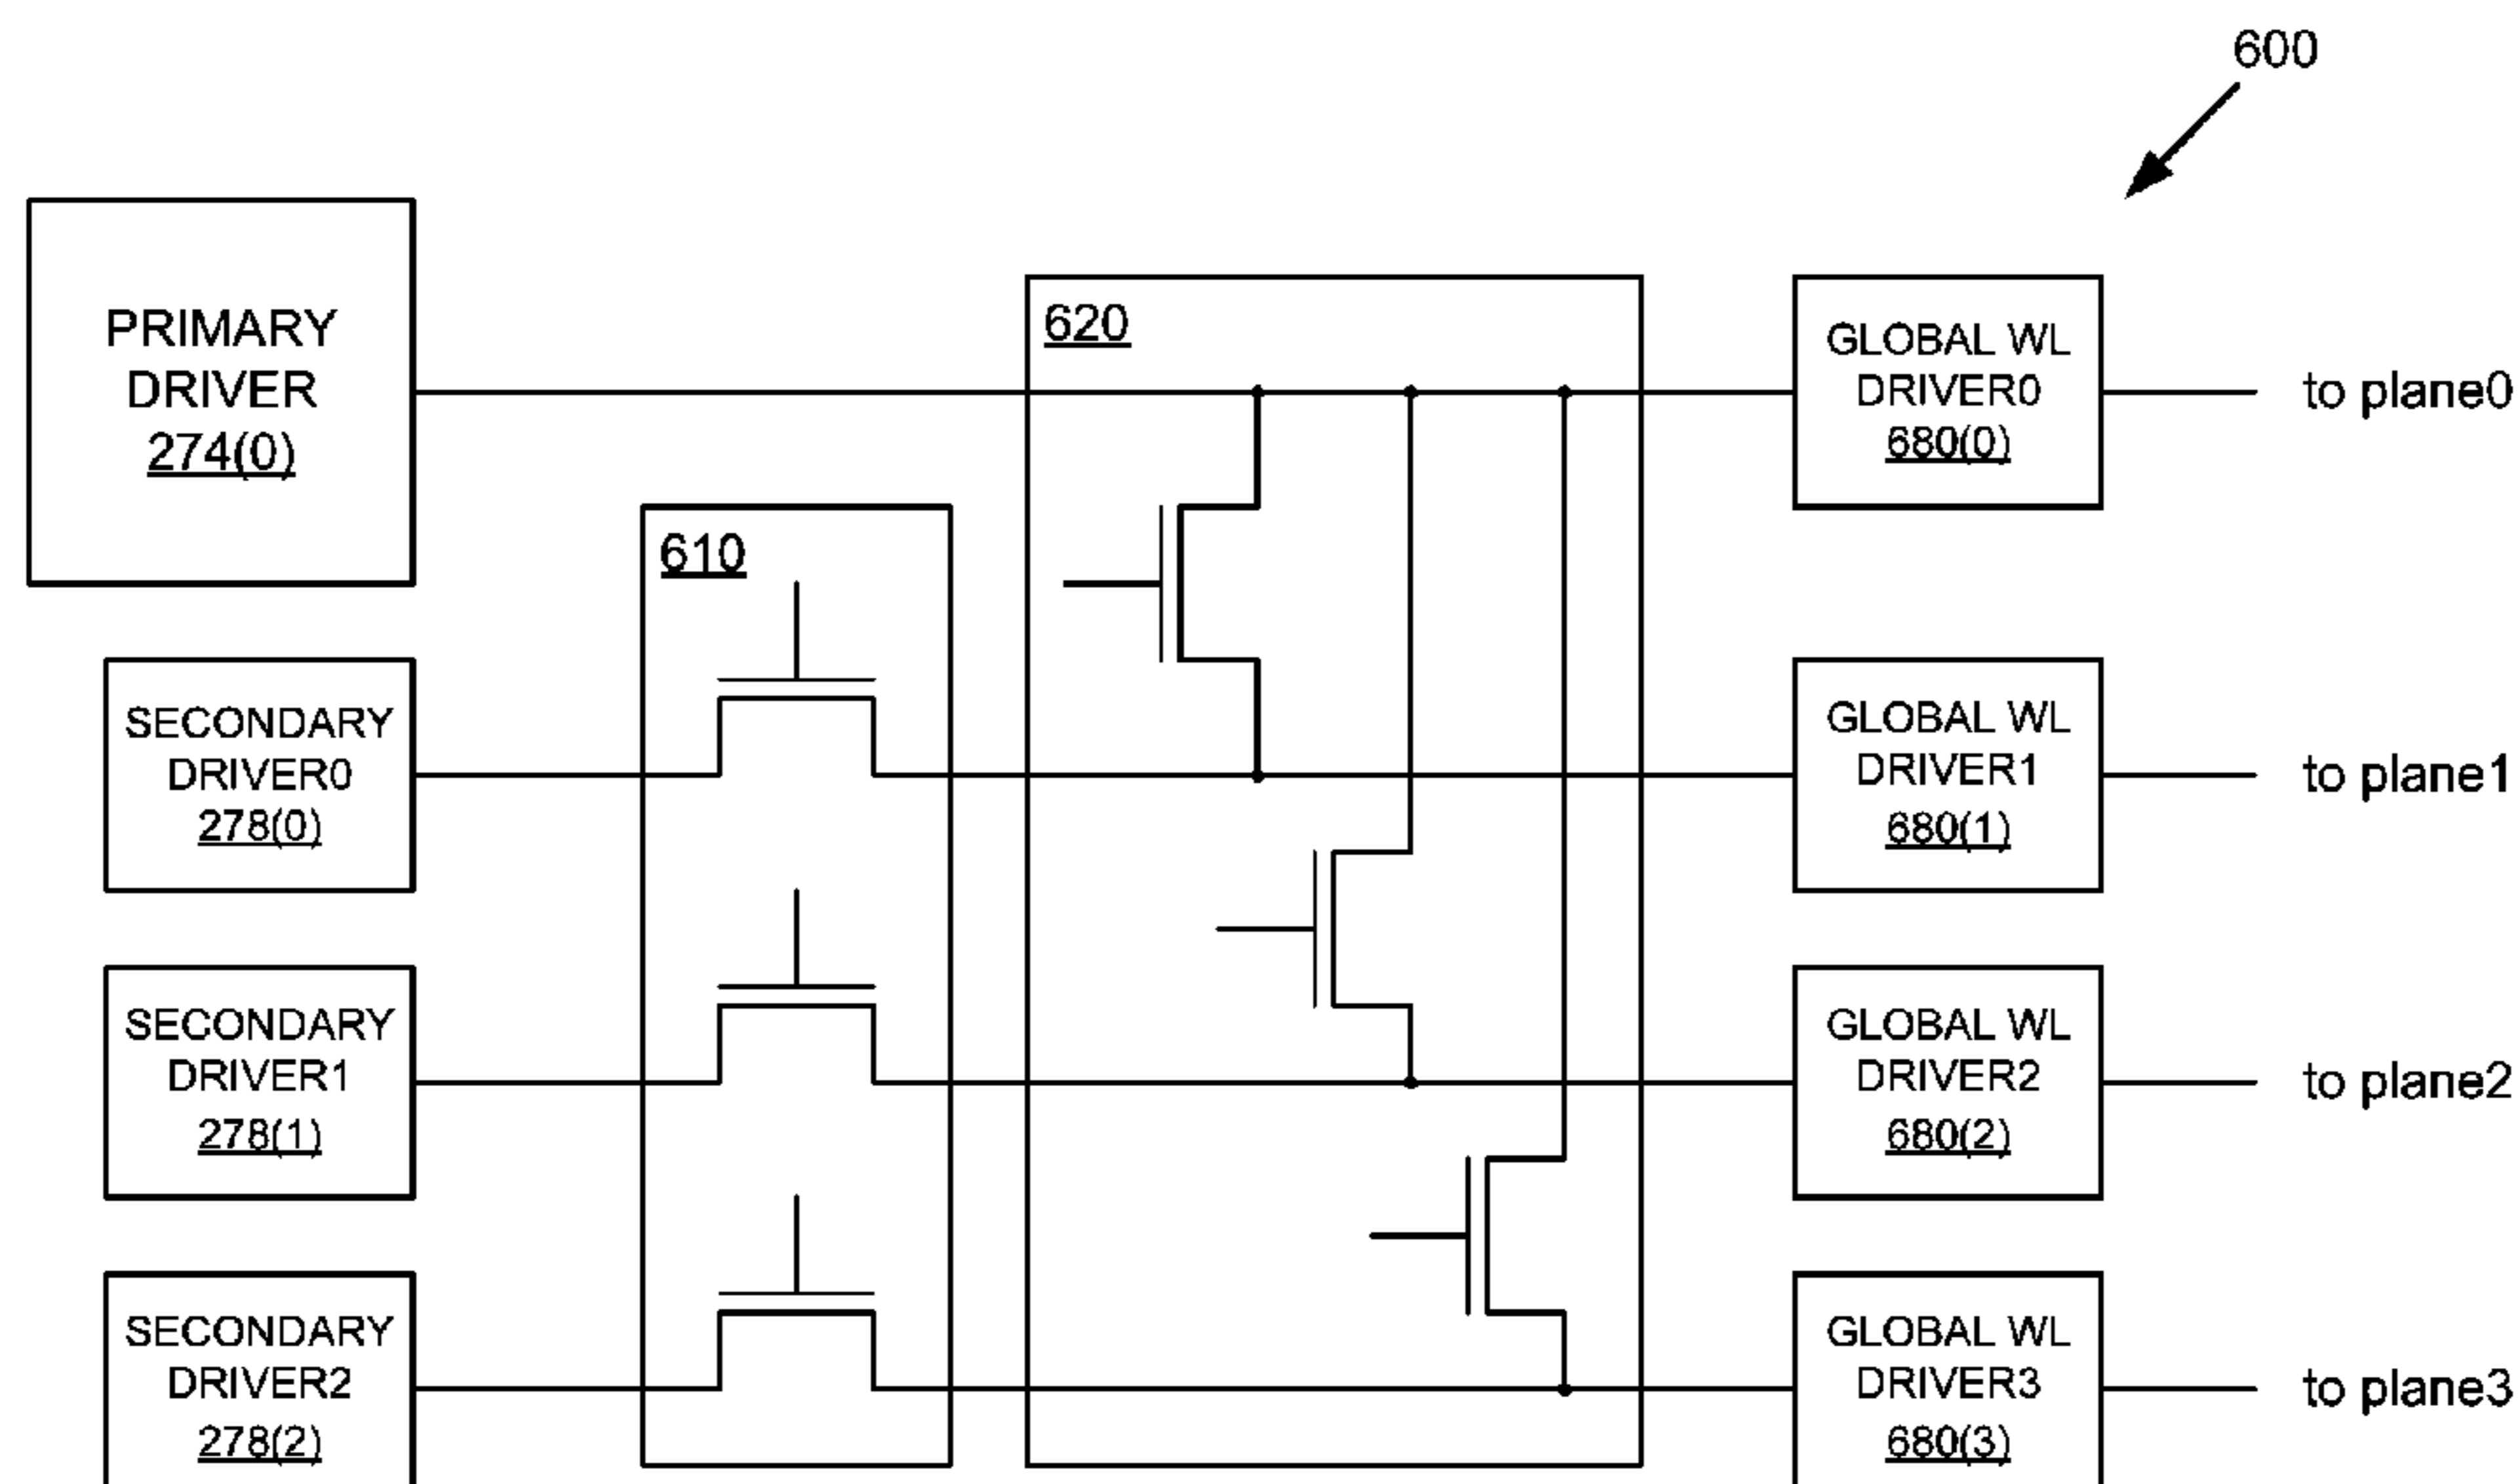 600
PRIMARY
DRIVER
274(0)
620
GLOBAL WL
DRIVER0
680(0)
to plane0
610
SECONDARY
DRIVER0
278(0)
GLOBAL WL
DRIVER1
680(1)
to plane1
SECONDARY
DRIVER1
278(1)
GLOBAL WL
DRIVER2
680(2)
to plane2
SECONDARY
DRIVER2
278(2)
GLOBAL WL
DRIVER3
680(3)
to plane3